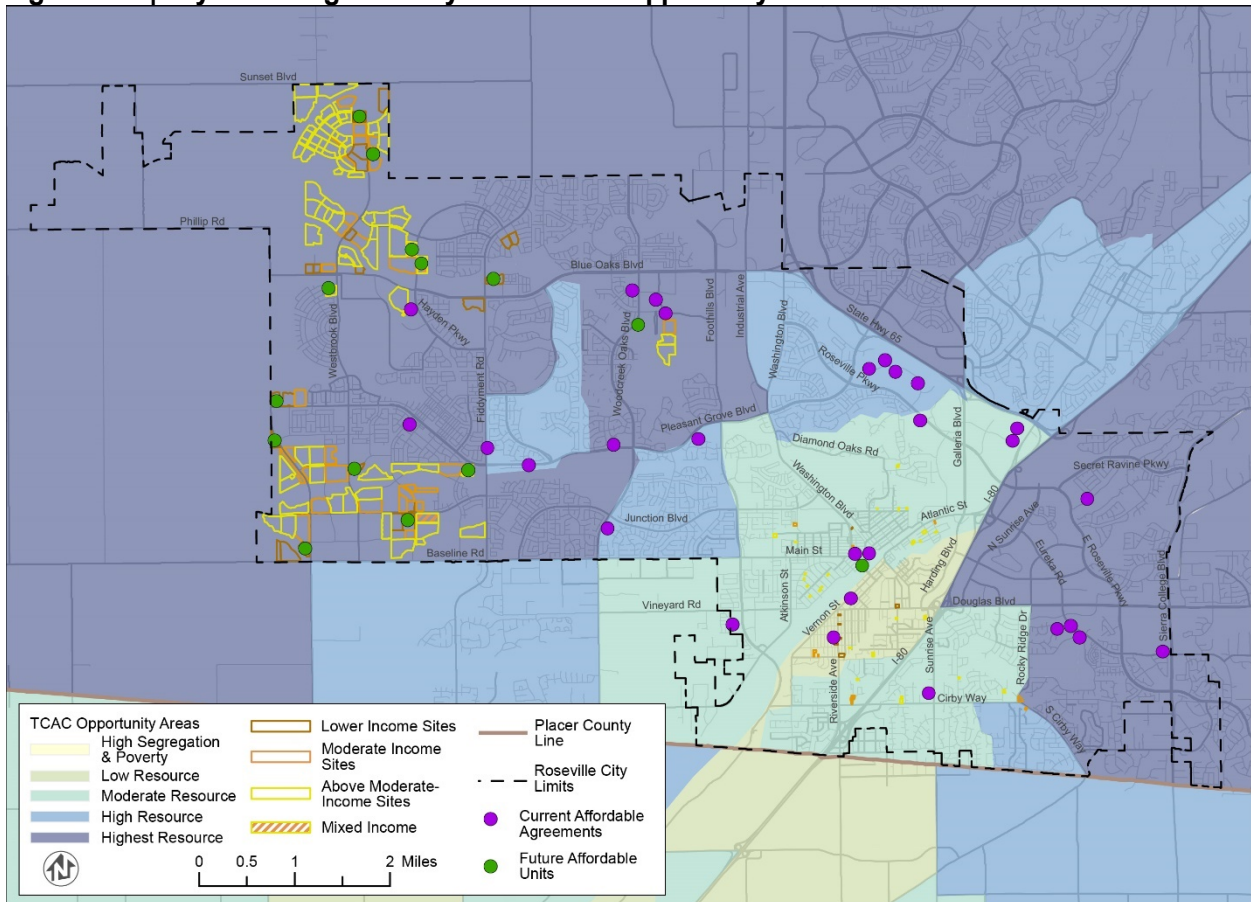 Sunset Blvd
Phillip Rd
Blue Oaks Blvd
Westbrook Blvd
Hayden Pkwy
Fiddyment Rd
Woodcreek Oaks Blvd
Foothills Blvd
Industrial Ave
Washington Blvd
State Hwy 65
Roseville Pkwy
Pleasant Grove Blvd
Galleria Blvd
Diamond Oaks Rd
Washington Blvd
Secret Ravine Pkwy
Atlantic St
I-80
N Sunrise Ave
Junction Blvd
Baseline Rd
Main St
Harding Blvd
Eureka Rd
E Roseville Pkwy
Sierra College Blvd
Atkinson St
Vineyard Rd
Vernon St
Douglas Blvd
Sunrise Ave
I-80
Rocky Ridge Dr
Riverside Ave
Cirby Way
S Cirby Way
TCAC Opportunity Areas
High Segregation
& Poverty
Low Resource
Moderate Resource
High Resource
Highest Resource
Lower Income Sites
Moderate Income
Sites
Above Moderate-
Income Sites
Mixed Income
Placer County
Line
Roseville City
Limits
Current Affordable
Agreements
Future Affordable
Units
N
0 0.5 1 2 Miles